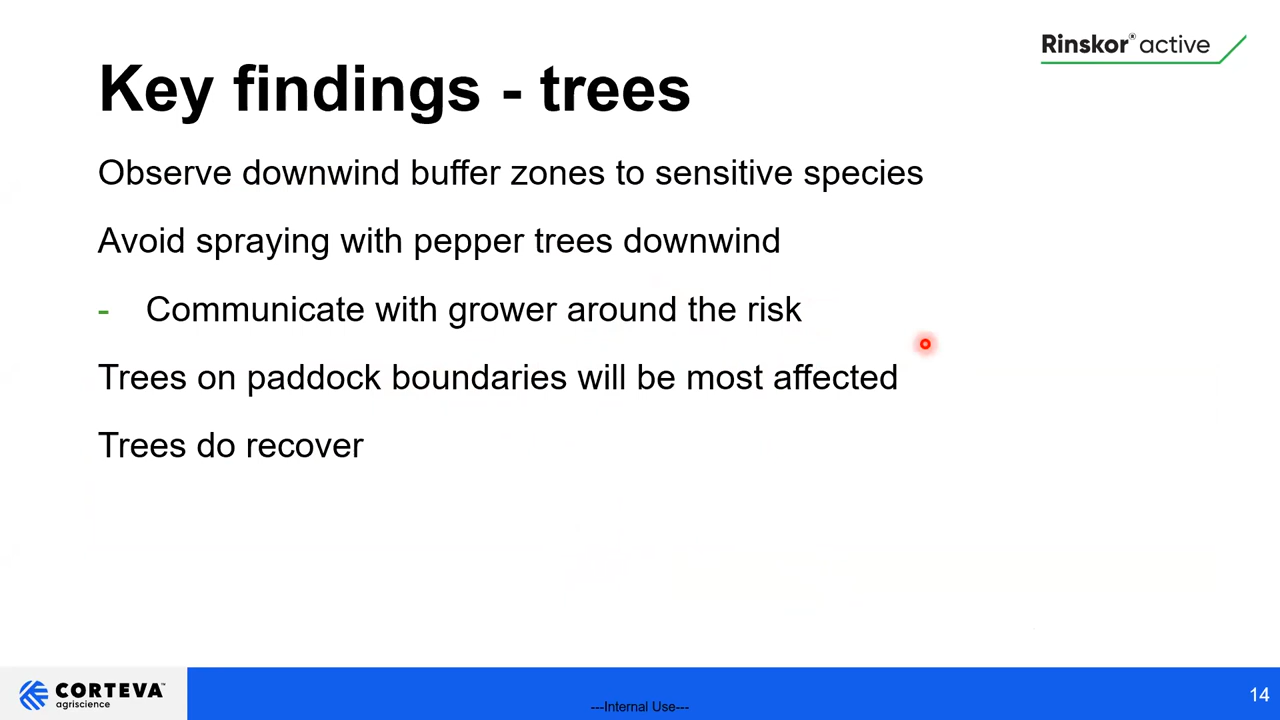 Rinskor® active
Key findings - trees
Observe downwind buffer zones to sensitive species
Avoid spraying with pepper trees downwind
- Communicate with grower around the risk
Trees on paddock boundaries will be most affected
Trees do recover
CORTEVA™
agriscience
---Internal Use---
14